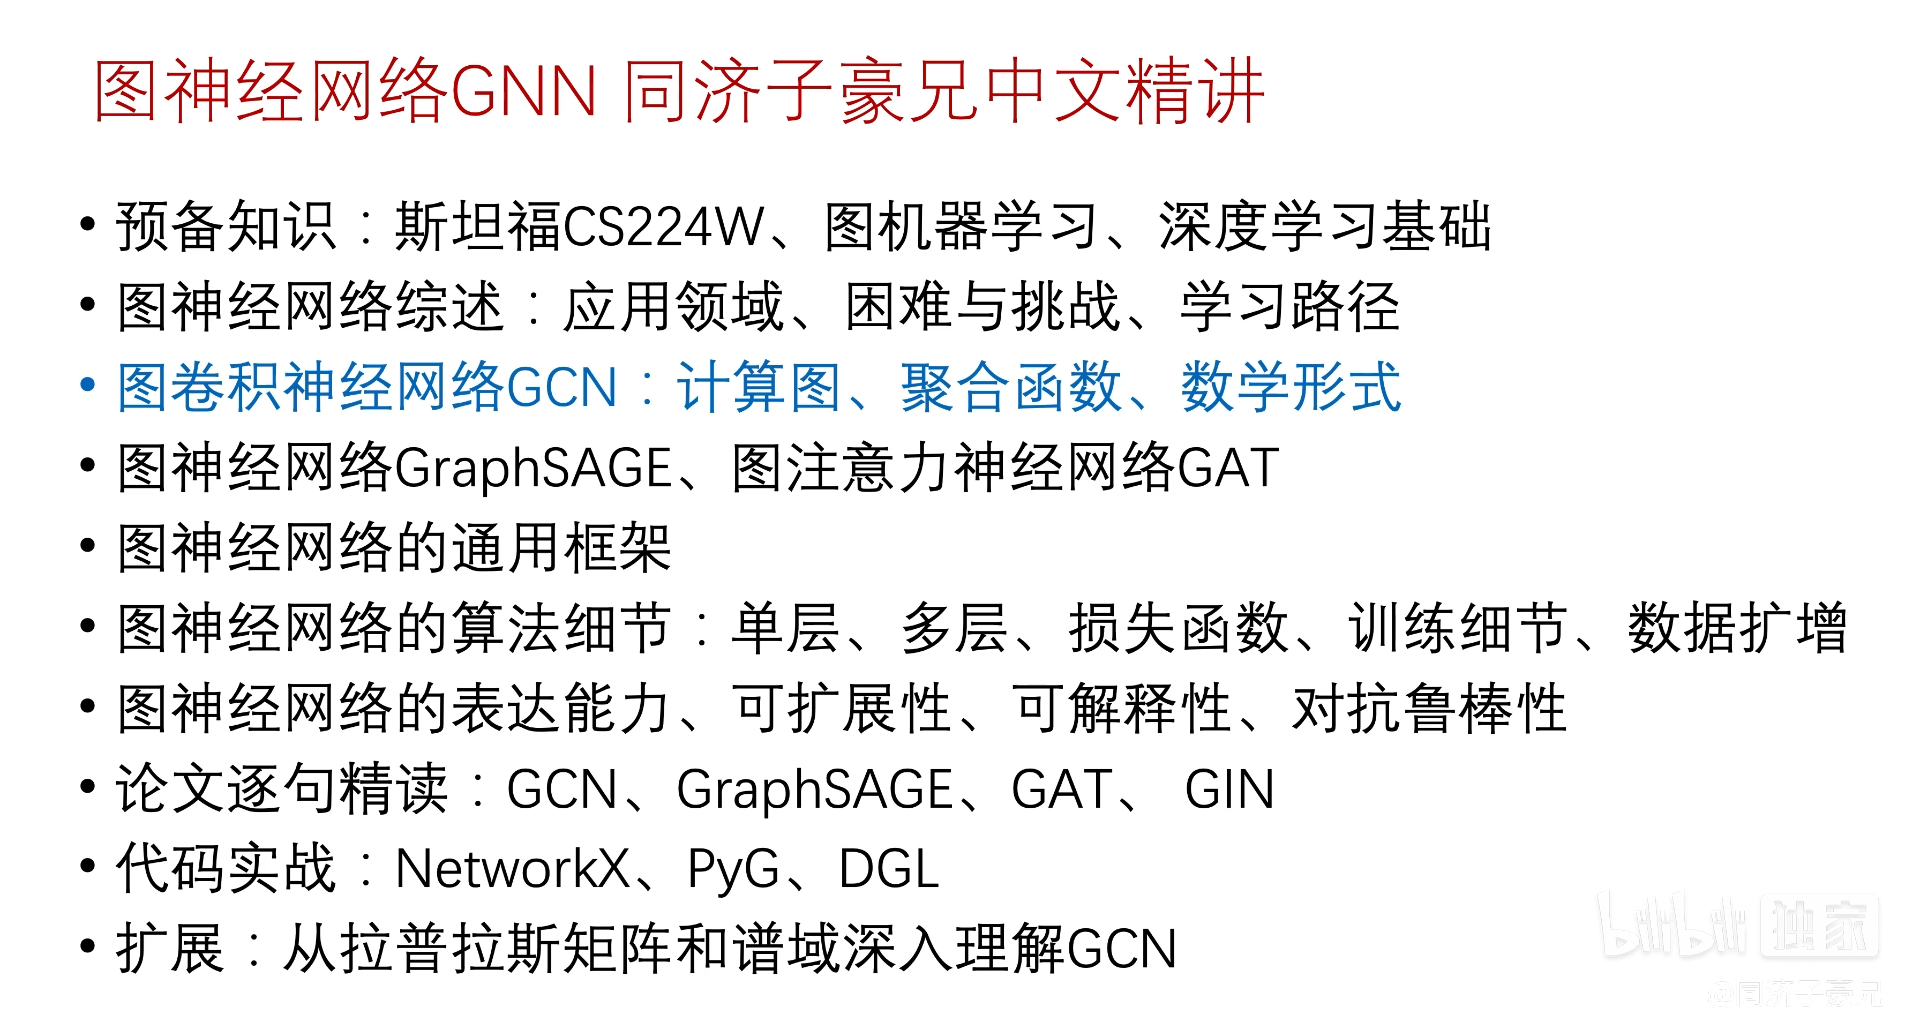 图神经网络GNN 同济子豪兄中文精讲
• 预备知识：斯坦福CS224W、图机器学习、深度学习基础
• 图神经网络综述：应用领域、困难与挑战、学习路径
• 图卷积神经网络GCN：计算图、聚合函数、数学形式
• 图神经网络GraphSAGE、图注意力神经网络GAT
• 图神经网络的通用框架
• 图神经网络的算法细节：单层、多层、损失函数、训练细节、数据扩增
• 图神经网络的表达能力、可扩展性、可解释性、对抗鲁棒性
• 论文逐句精读：GCN、GraphSAGE、GAT、 GIN
• 代码实战：NetworkX、PyG、DGL
• 扩展：从拉普拉斯矩阵和谱域深入理解GCN
bilibili 独家
@同济子豪兄